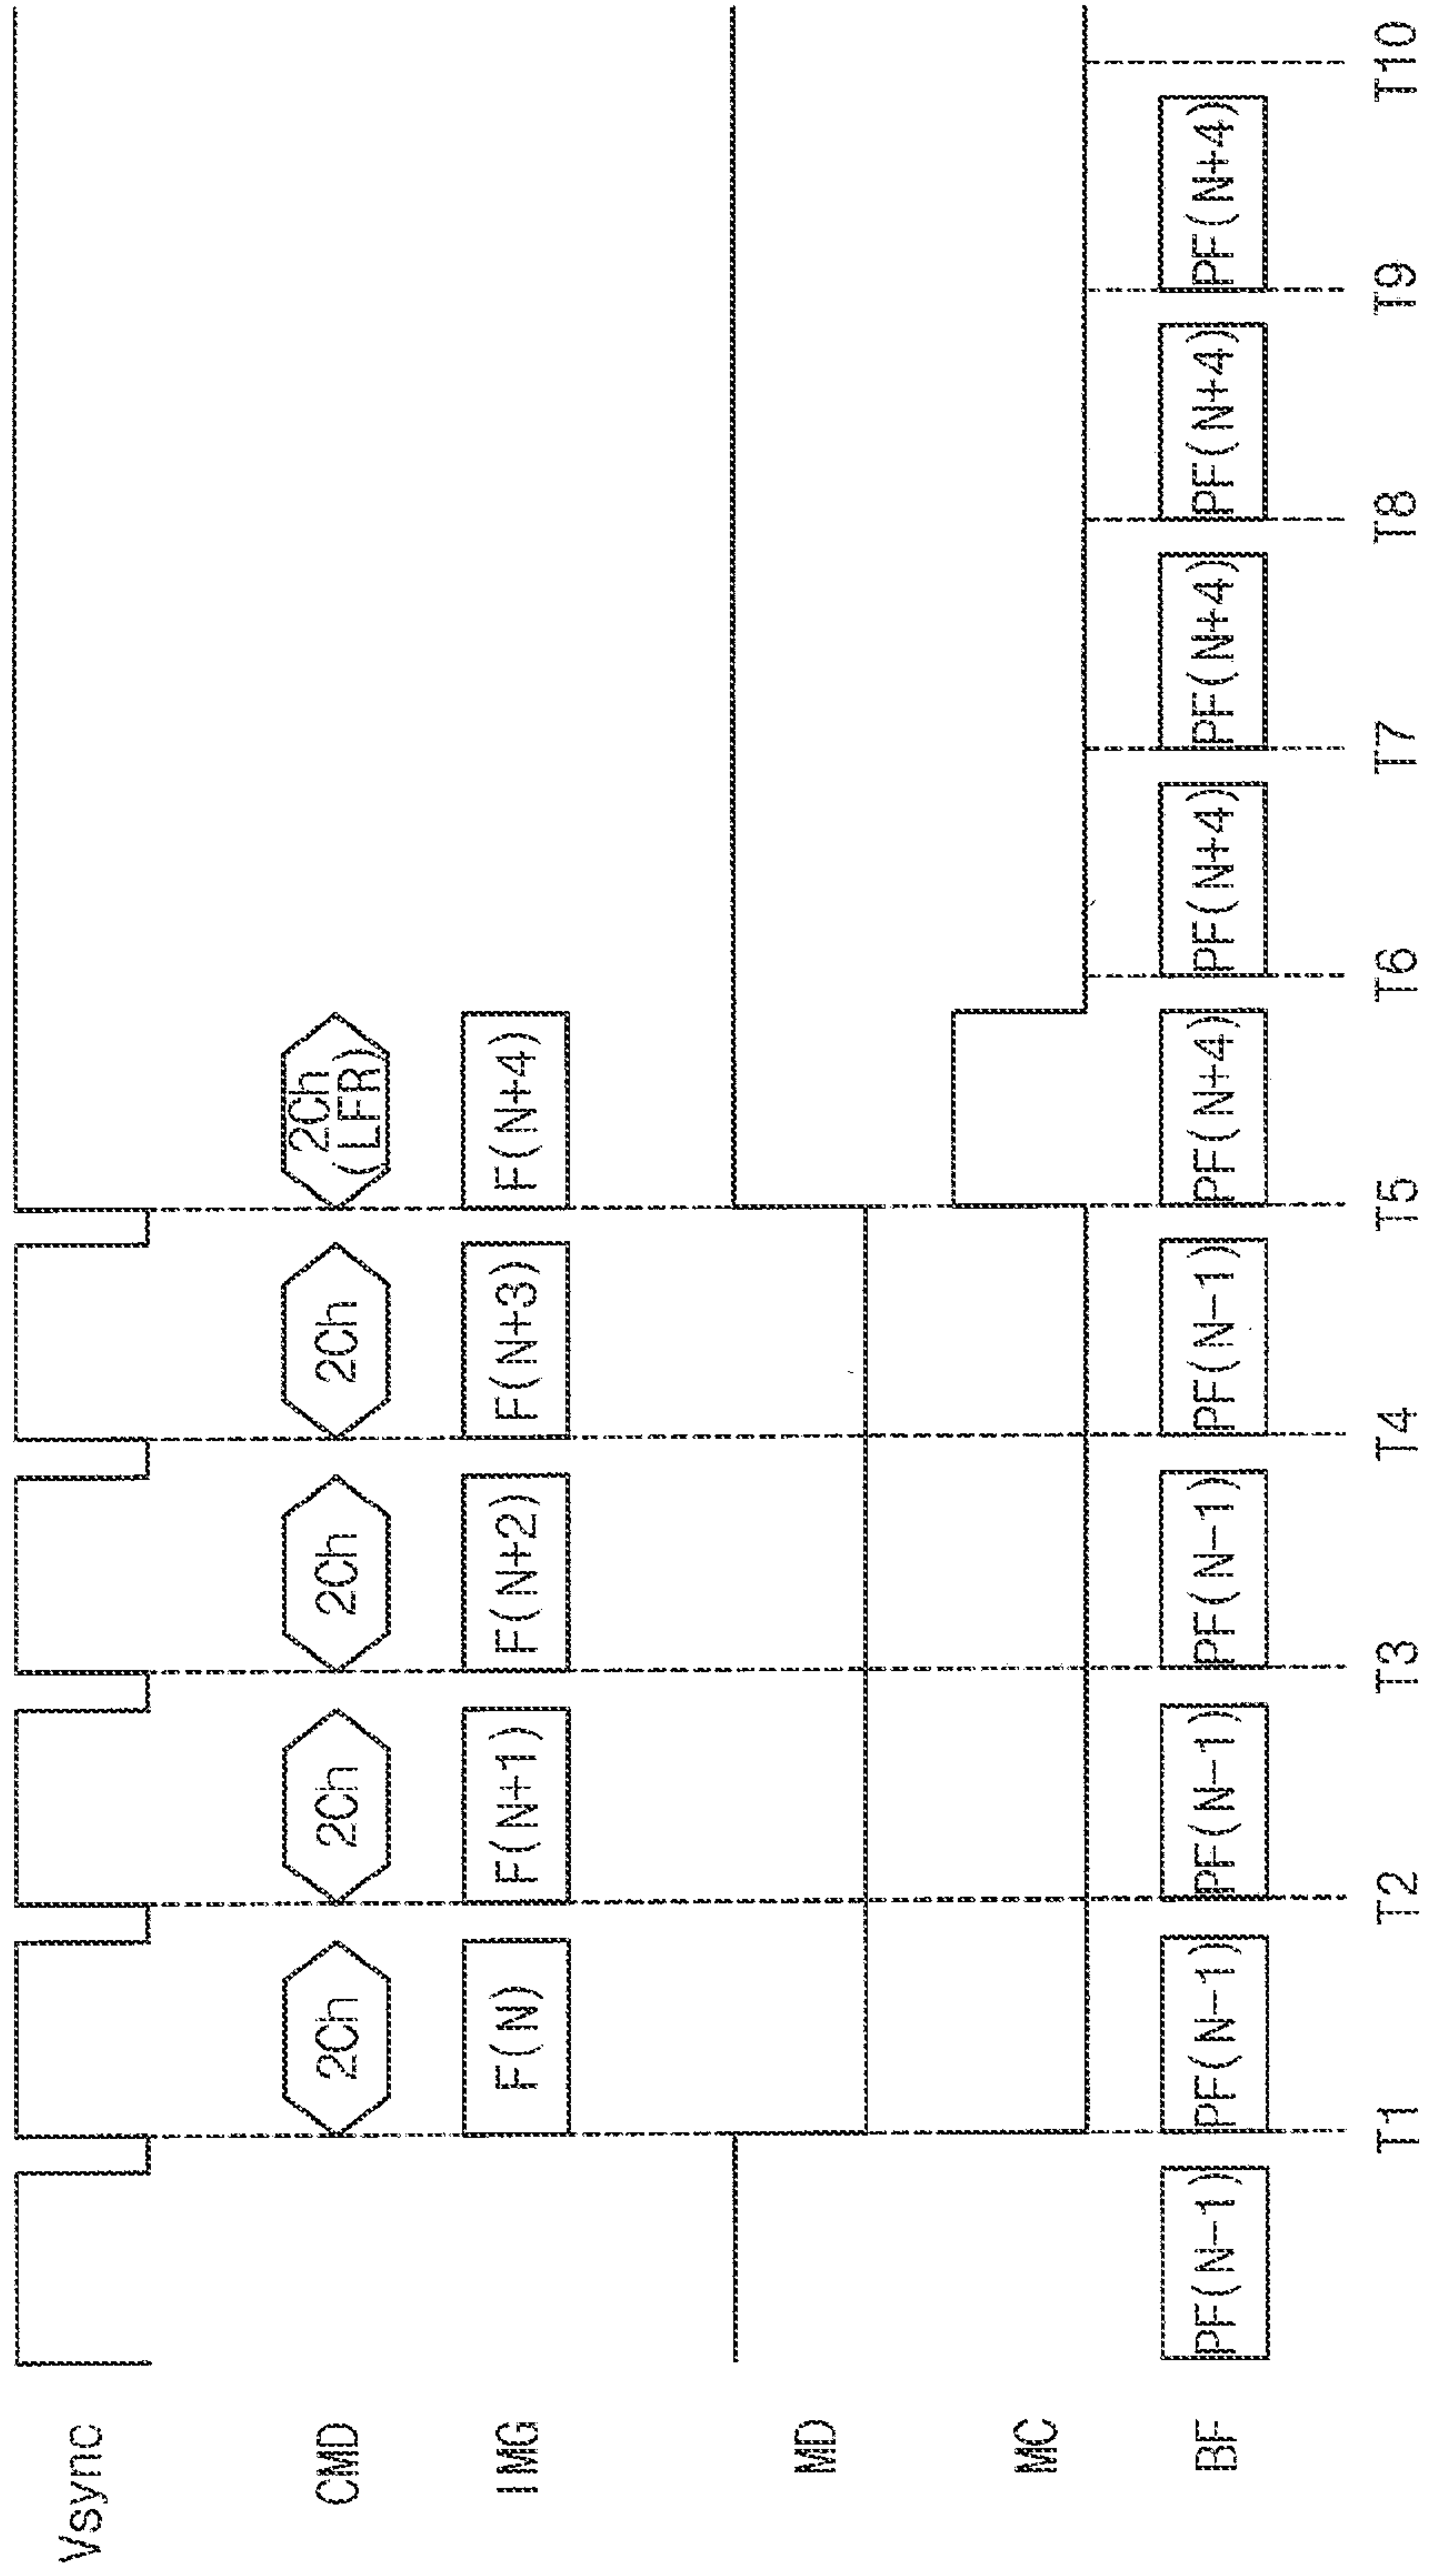 Vsync
CMD
2Ch
2Ch
2Ch
2Ch
2Ch
(LFR)
IMG
F(N)
F(N+1)
F(N+2)
F(N+3)
F(N+4)
MD
MC
BF
PF(N-1)
PF(N-1)
PF(N-1)
PF(N-1)
PF(N-1)
PF(N+4)
PF(N+4)
PF(N+4)
PF(N+4)
PF(N+4)
T1
T2
T3
T4
T5
T6
T7
T8
T9
T10